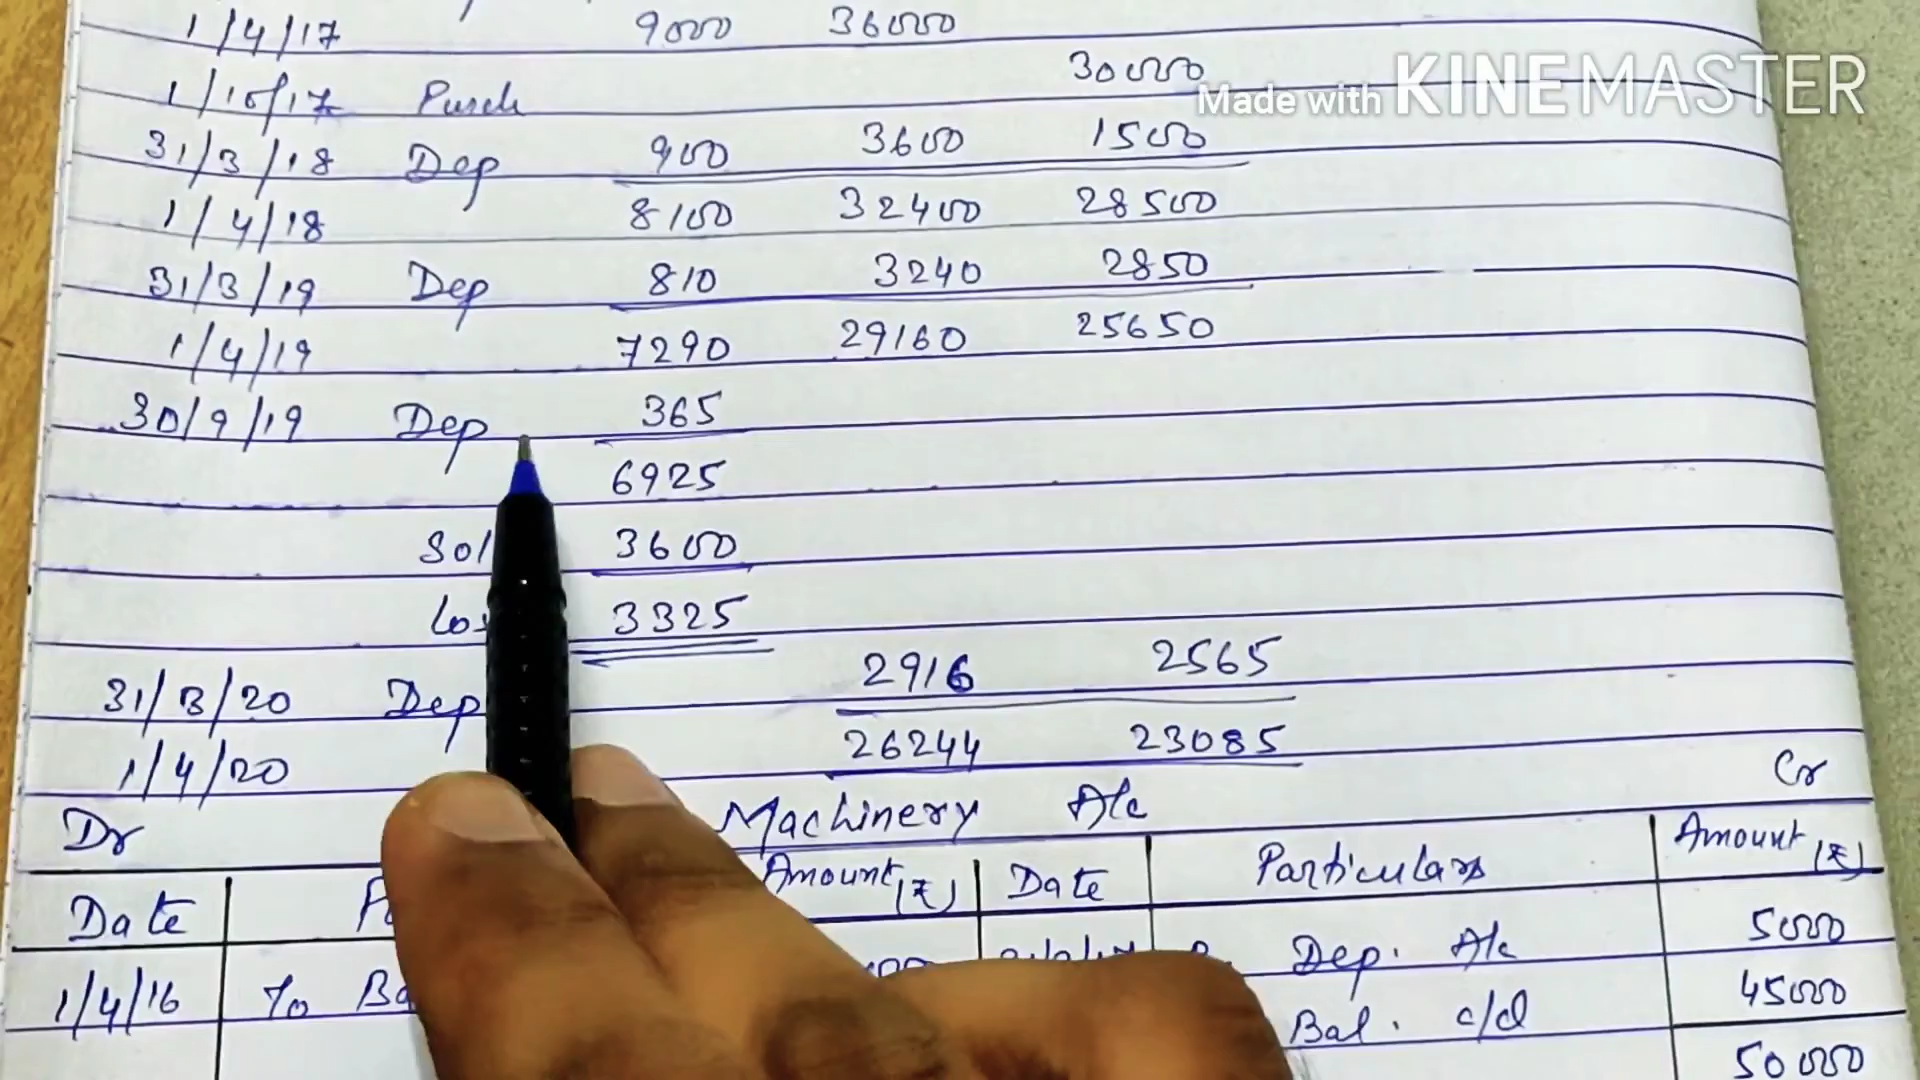 1/4/17 9000 36000
30000
Made with KINEMASTER
1/10/17 Purch
31/3/18 Dep 900 3600 1500
1/4/18 8100 32400 28500
31/3/19 Dep 810 3240 2850
1/4/19 7290 29160 25650
30/9/19 Dep 365
6925
Sol 3600
Los 3325
31/3/20 Dep 2916 2565
1/4/20 26244 23085
Dr Machinery A/c Cr
Date Amount (₹) Date Particulars Amount (₹)
Dep. A/c 5000
1/4/16 To Ba Bal. c/d 45000
50000